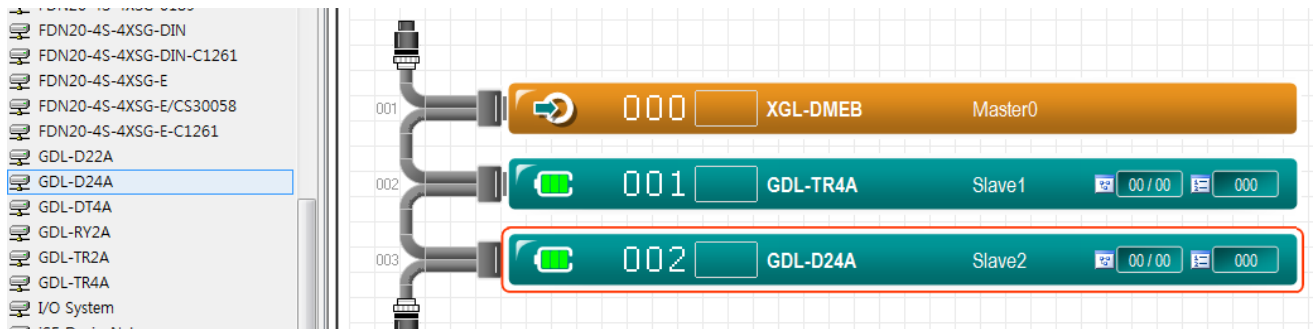 FDN20-4S-4XSG-DIN
FDN20-4S-4XSG-DIN-C1261
FDN20-4S-4XSG-E
FDN20-4S-4XSG-E/CS30058
FDN20-4S-4XSG-E-C1261
GDL-D22A
GDL-D24A
GDL-DT4A
GDL-RY2A
GDL-TR2A
GDL-TR4A
I/O System
001 000 XGL-DMEB Master0
002 001 GDL-TR4A Slave1 00/00 000
003 002 GDL-D24A Slave2 00/00 000